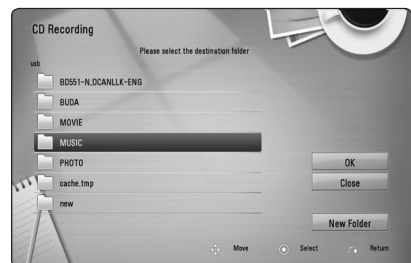 CD Recording
Please select the destination folder
usb
BD551-N,DCANLLK-ENG
BUDA
MOVIE
MUSIC
PHOTO
cache.tmp
new
OK
Close
New Folder
Move Select Return